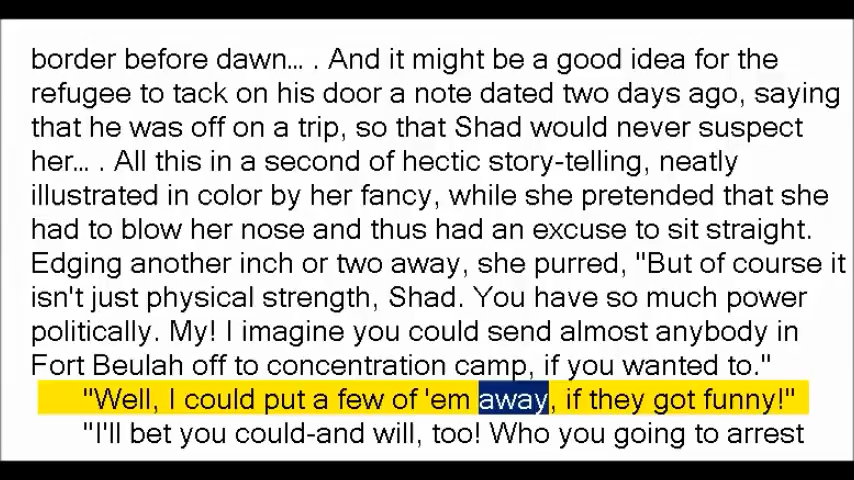 border before dawn... . And it might be a good idea for the
refugee to tack on his door a note dated two days ago, saying
that he was off on a trip, so that Shad would never suspect
her... . All this in a second of hectic story-telling, neatly
illustrated in color by her fancy, while she pretended that she
had to blow her nose and thus had an excuse to sit straight.
Edging another inch or two away, she purred, "But of course it
isn't just physical strength, Shad. You have so much power
politically. My! I imagine you could send almost anybody in
Fort Beulah off to concentration camp, if you wanted to."
"Well, I could put a few of 'em away, if they got funny!"
"I'll bet you could-and will, too! Who you going to arrest